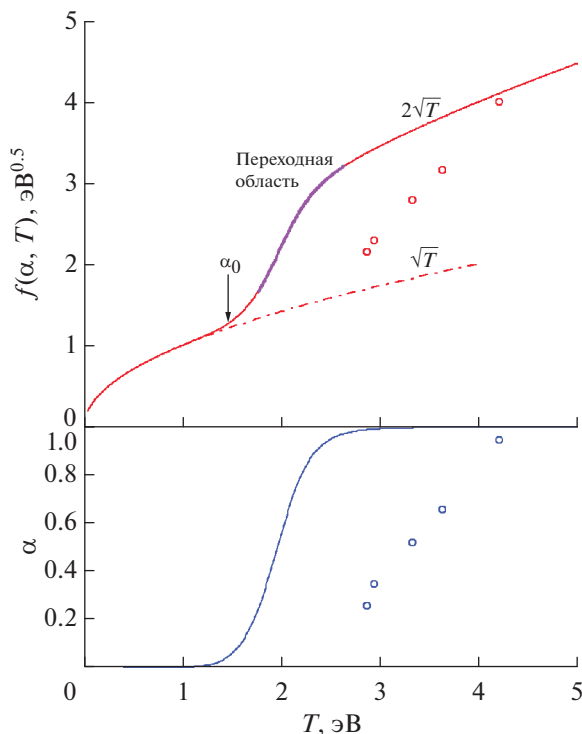 5
4
3
2
1
0
f(α, T), эВ^0.5
2√T
Переходная
область
α₀
√T
1.0
0.8
0.6
0.4
0.2
α
0 1 2 3 4 5
T, эВ